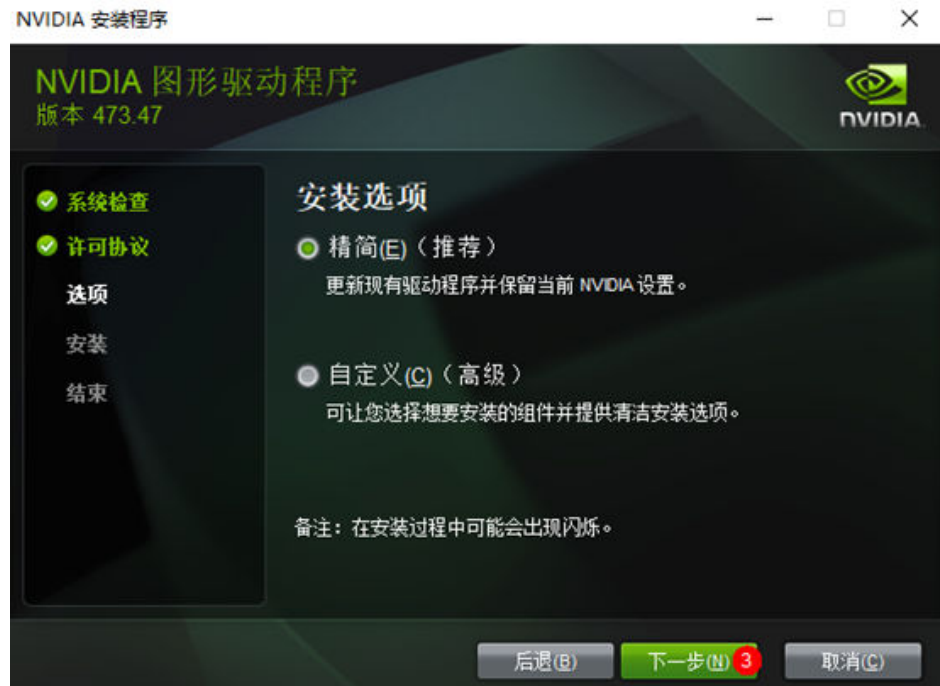 NVIDIA 安装程序
NVIDIA 图形驱动程序
版本 473.47
NVIDIA
系统检查
许可协议
选项
安装
结束
安装选项
精简(E)（推荐）
更新现有驱动程序并保留当前 NVIDIA 设置。
自定义(C)（高级）
可让您选择想要安装的组件并提供清洁安装选项。
备注：在安装过程中可能会出现闪烁。
后退(B)
下一步(N) 3
取消(C)